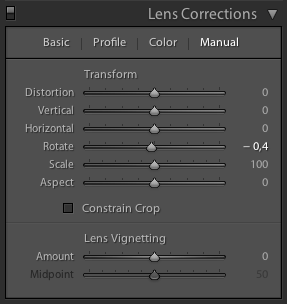 Lens Corrections
Basic | Profile | Color | Manual
Transform
Distortion 0
Vertical 0
Horizontal 0
Rotate − 0,4
Scale 100
Aspect 0
Constrain Crop
Lens Vignetting
Amount 0
Midpoint 50